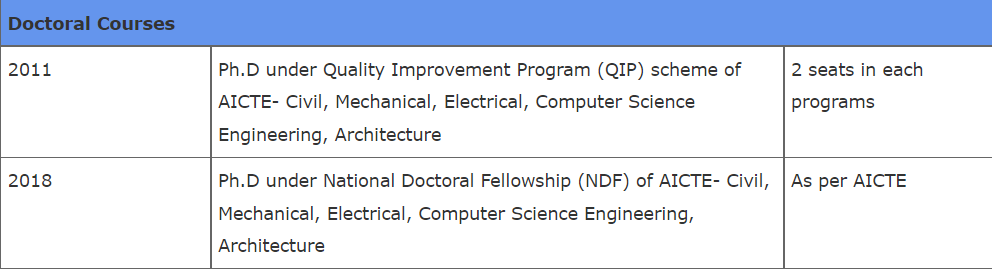 Doctoral Courses
2011
Ph.D under Quality Improvement Program (QIP) scheme of
AICTE- Civil, Mechanical, Electrical, Computer Science
Engineering, Architecture
2 seats in each
programs
2018
Ph.D under National Doctoral Fellowship (NDF) of AICTE- Civil,
Mechanical, Electrical, Computer Science Engineering,
Architecture
As per AICTE